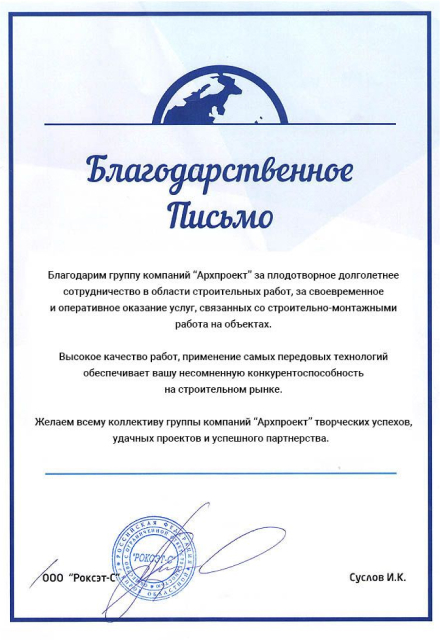 Благодарственное
Письмо
Благодарим группу компаний “Архпроект” за плодотворное долголетнее
сотрудничество в области строительных работ, за своевременное
и оперативное оказание услуг, связанных со строительно-монтажными
работа на объектах.
Высокое качество работ, применение самых передовых технологий
обеспечивает вашу несомненную конкурентоспособность
на строительном рынке.
Желаем всему коллективу группы компаний “Архпроект” творческих успехов,
удачных проектов и успешного партнерства.
РОССИЙСКАЯ ФЕДЕРАЦИЯ
"РОКСЭТ-С"
ООО “Роксэт-С”
Суслов И.К.